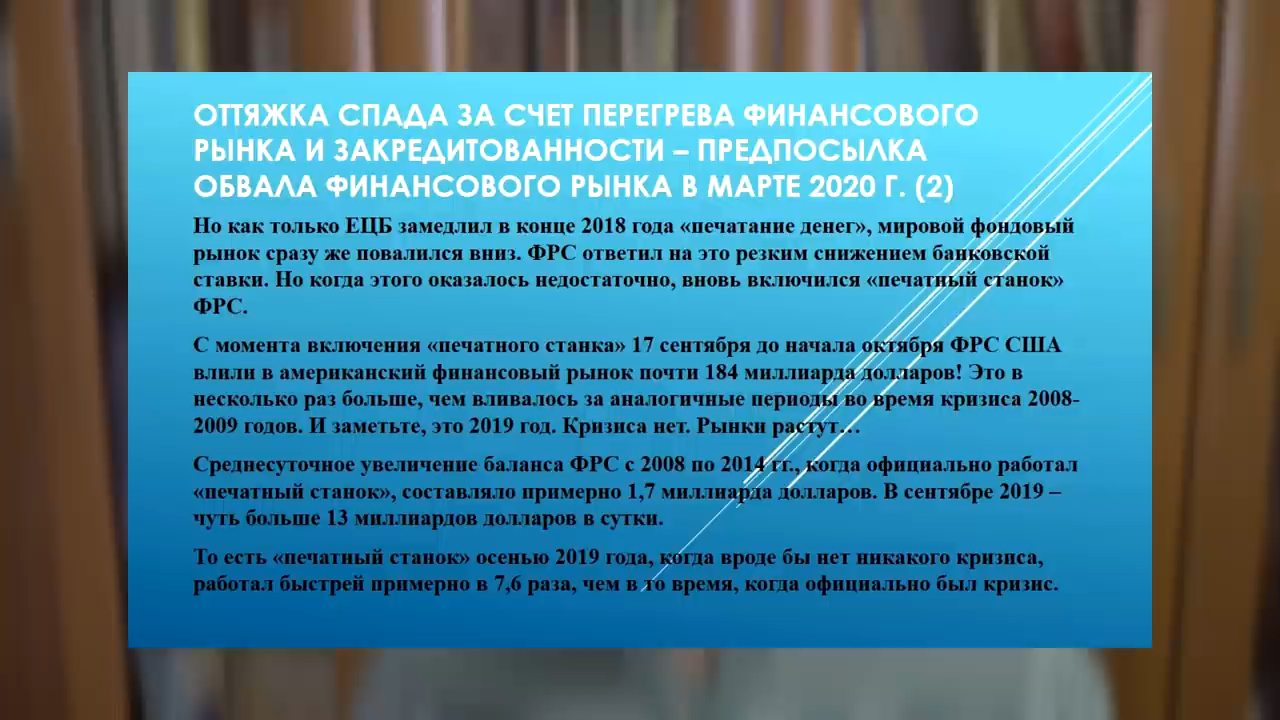 ОТТЯЖКА СПАДА ЗА СЧЕТ ПЕРЕГРЕВА ФИНАНСОВОГО
РЫНКА И ЗАКРЕДИТОВАННОСТИ – ПРЕДПОСЫЛКА
ОБВАЛА ФИНАНСОВОГО РЫНКА В МАРТЕ 2020 Г. (2)
Но как только ЕЦБ замедлил в конце 2018 года «печатание денег», мировой фондовый
рынок сразу же повалился вниз. ФРС ответил на это резким снижением банковской
ставки. Но когда этого оказалось недостаточно, вновь включился «печатный станок»
ФРС.
С момента включения «печатного станка» 17 сентября до начала октября ФРС США
влили в американский финансовый рынок почти 184 миллиарда долларов! Это в
несколько раз больше, чем вливалось за аналогичные периоды во время кризиса 2008-
2009 годов. И заметьте, это 2019 год. Кризиса нет. Рынки растут…
Среднесуточное увеличение баланса ФРС с 2008 по 2014 гг., когда официально работал
«печатный станок», составляло примерно 1,7 миллиарда долларов. В сентябре 2019 –
чуть больше 13 миллиардов долларов в сутки.
То есть «печатный станок» осенью 2019 года, когда вроде бы нет никакого кризиса,
работал быстрей примерно в 7,6 раза, чем в то время, когда официально был кризис.